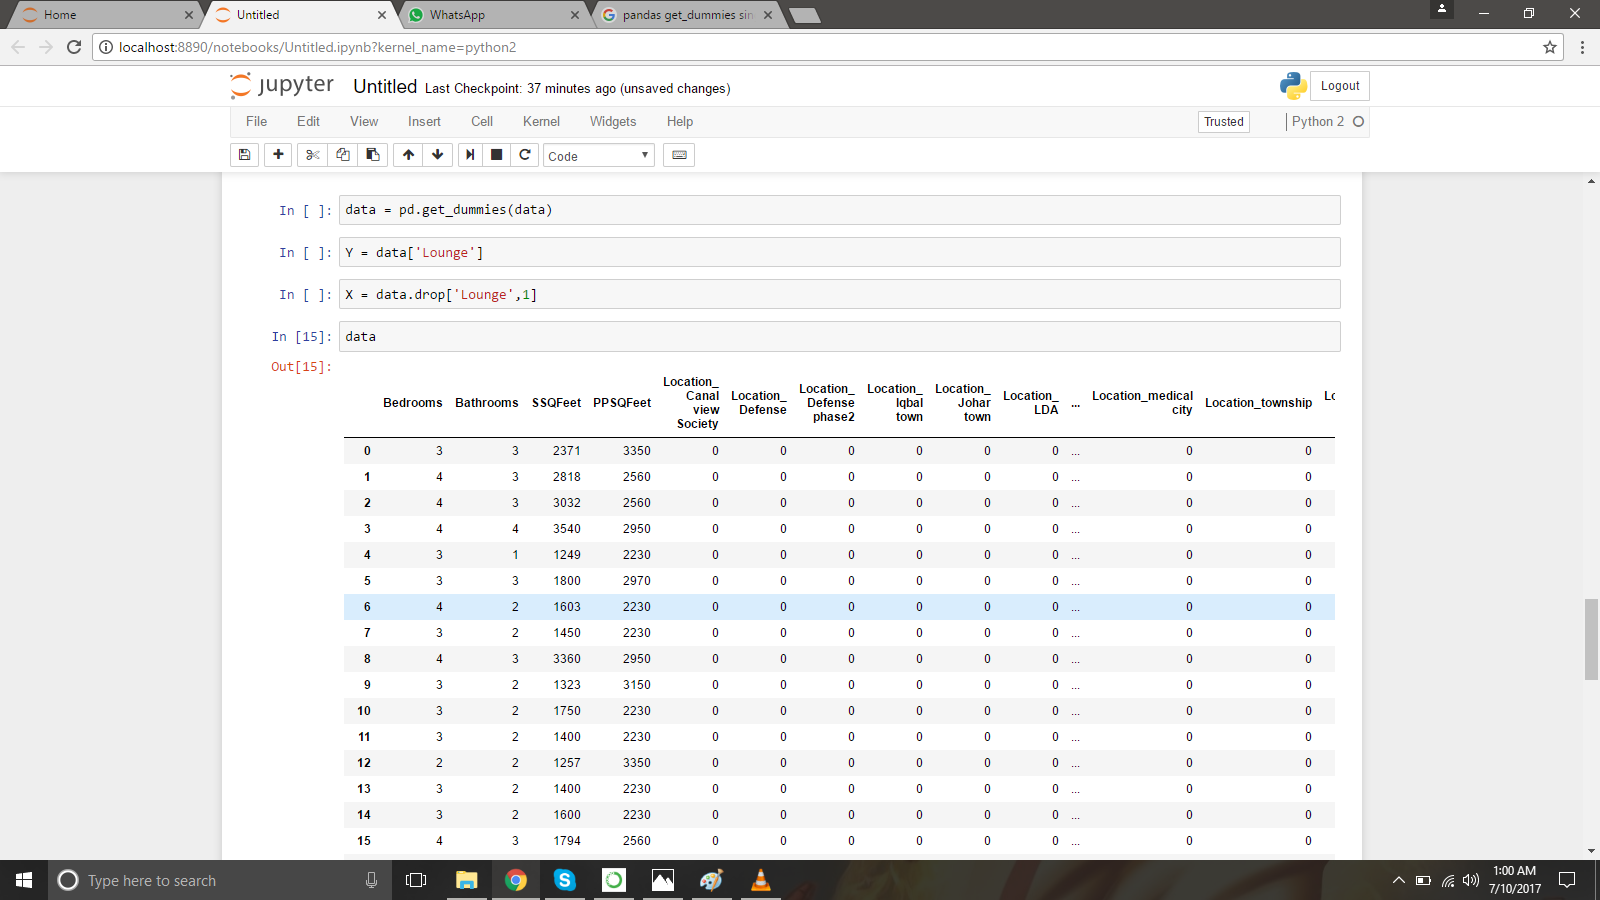 Home
Untitled
WhatsApp
pandas get_dummies sin
localhost:8890/notebooks/Untitled.ipynb?kernel_name=python2
jupyter Untitled Last Checkpoint: 37 minutes ago (unsaved changes)
Logout
File Edit View Insert Cell Kernel Widgets Help
Trusted
Python 2
Code
In [ ]: data = pd.get_dummies(data)
In [ ]: Y = data['Lounge']
In [ ]: X = data.drop['Lounge',1]
In [15]: data
Out[15]:
Bedrooms Bathrooms SSQFeet PPSQFeet Location_ Canal view Society Location_ Defense Location_ Defense phase2 Location_ Iqbal town Location_ Johar town Location_ LDA ... Location_medical city Location_township Lo
0 3 3 2371 3350 0 0 0 0 0 0 ... 0 0
1 4 3 2818 2560 0 0 0 0 0 0 ... 0 0
2 4 3 3032 2560 0 0 0 0 0 0 ... 0 0
3 4 4 3540 2950 0 0 0 0 0 0 ... 0 0
4 3 1 1249 2230 0 0 0 0 0 0 ... 0 0
5 3 3 1800 2970 0 0 0 0 0 0 ... 0 0
6 4 2 1603 2230 0 0 0 0 0 0 ... 0 0
7 3 2 1450 2230 0 0 0 0 0 0 ... 0 0
8 4 3 3360 2950 0 0 0 0 0 0 ... 0 0
9 3 2 1323 3150 0 0 0 0 0 0 ... 0 0
10 3 2 1750 2230 0 0 0 0 0 0 ... 0 0
11 3 2 1400 2230 0 0 0 0 0 0 ... 0 0
12 2 2 1257 3350 0 0 0 0 0 0 ... 0 0
13 3 2 1400 2230 0 0 0 0 0 0 ... 0 0
14 3 2 1600 2230 0 0 0 0 0 0 ... 0 0
15 4 3 1794 2560 0 0 0 0 0 0 ... 0 0
Type here to search
1:00 AM
7/10/2017